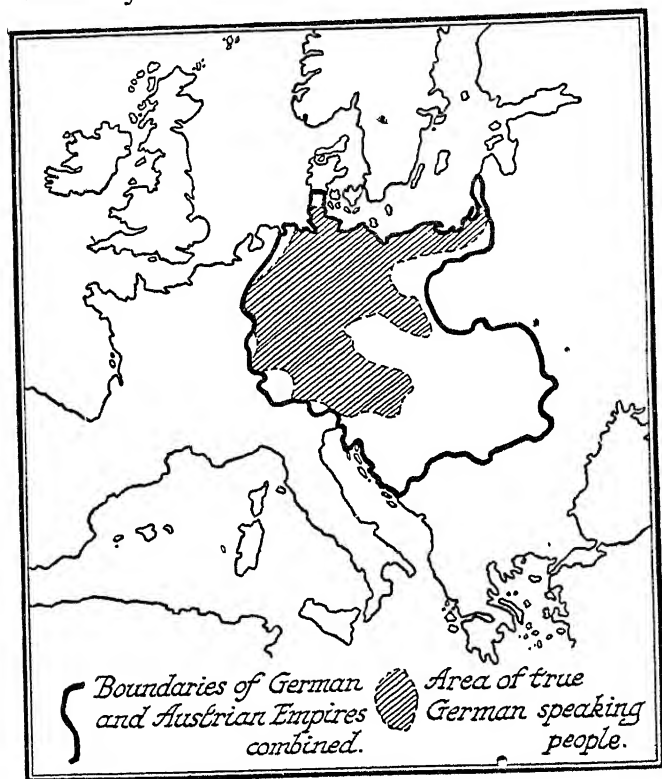 Boundaries of German
and Austrian Empires
combined.
Area of true
German speaking
people.